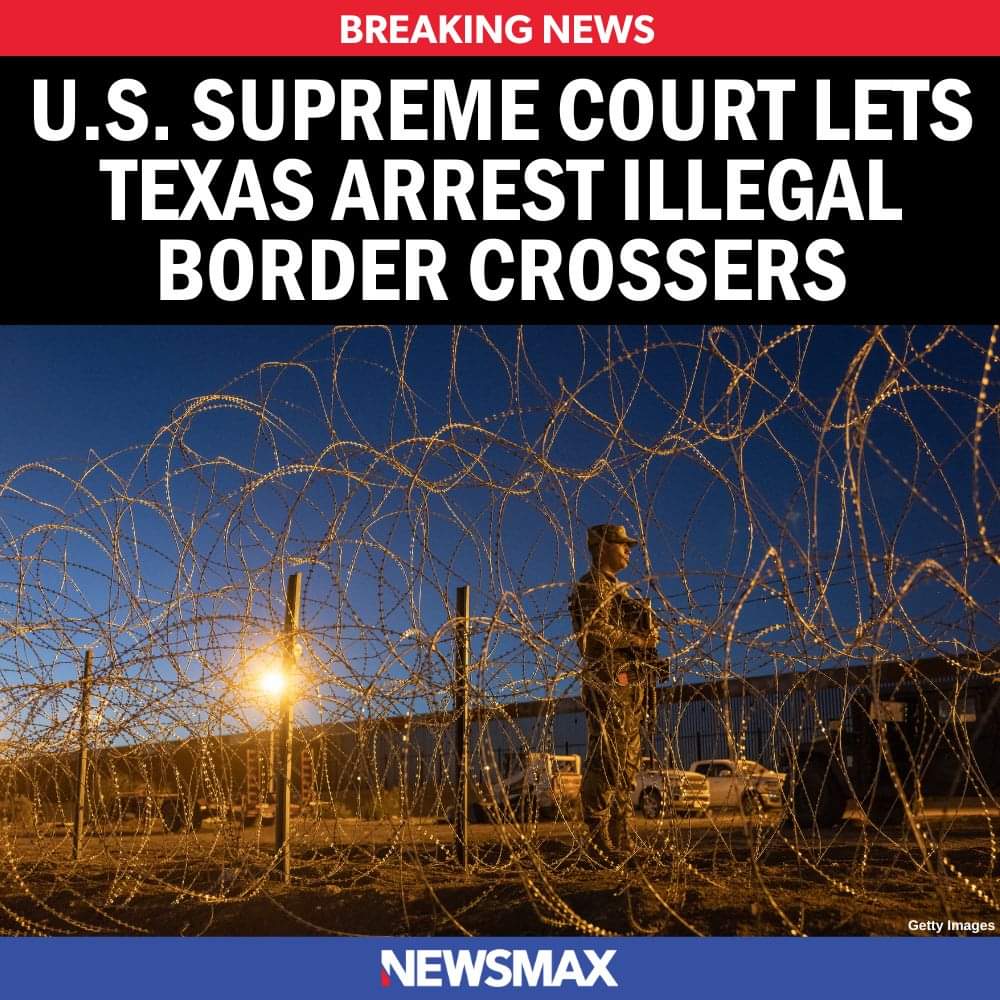 BREAKING NEWS
U.S. SUPREME COURT LETS
TEXAS ARREST ILLEGAL
BORDER CROSSERS
Getty Images
NEWSMAX